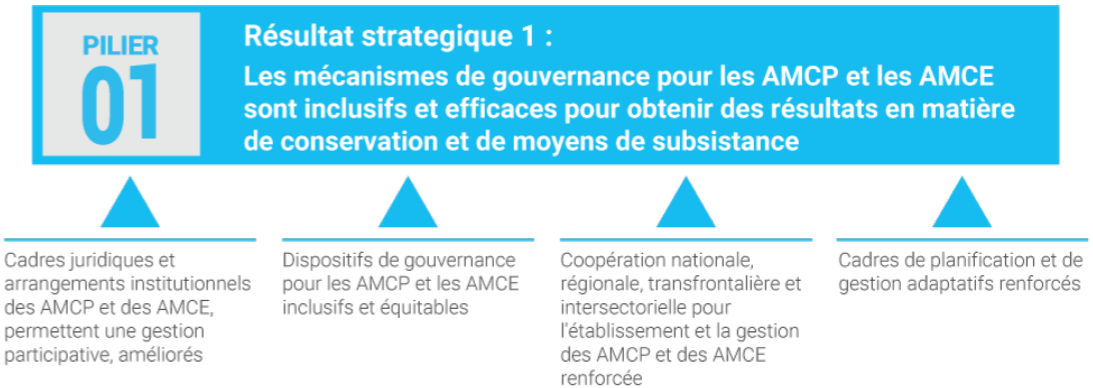 PILIER
01
Résultat strategique 1 :
Les mécanismes de gouvernance pour les AMCP et les AMCE
sont inclusifs et efficaces pour obtenir des résultats en matière
de conservation et de moyens de subsistance
Cadres juridiques et
arrangements institutionnels
des AMCP et des AMCE,
permettent une gestion
participative, améliorés
Dispositifs de gouvernance
pour les AMCP et les AMCE
inclusifs et équitables
Coopération nationale,
régionale, transfrontalière et
intersectorielle pour
l'établissement et la gestion
des AMCP et des AMCE
renforcée
Cadres de planification et de
gestion adaptatifs renforcés